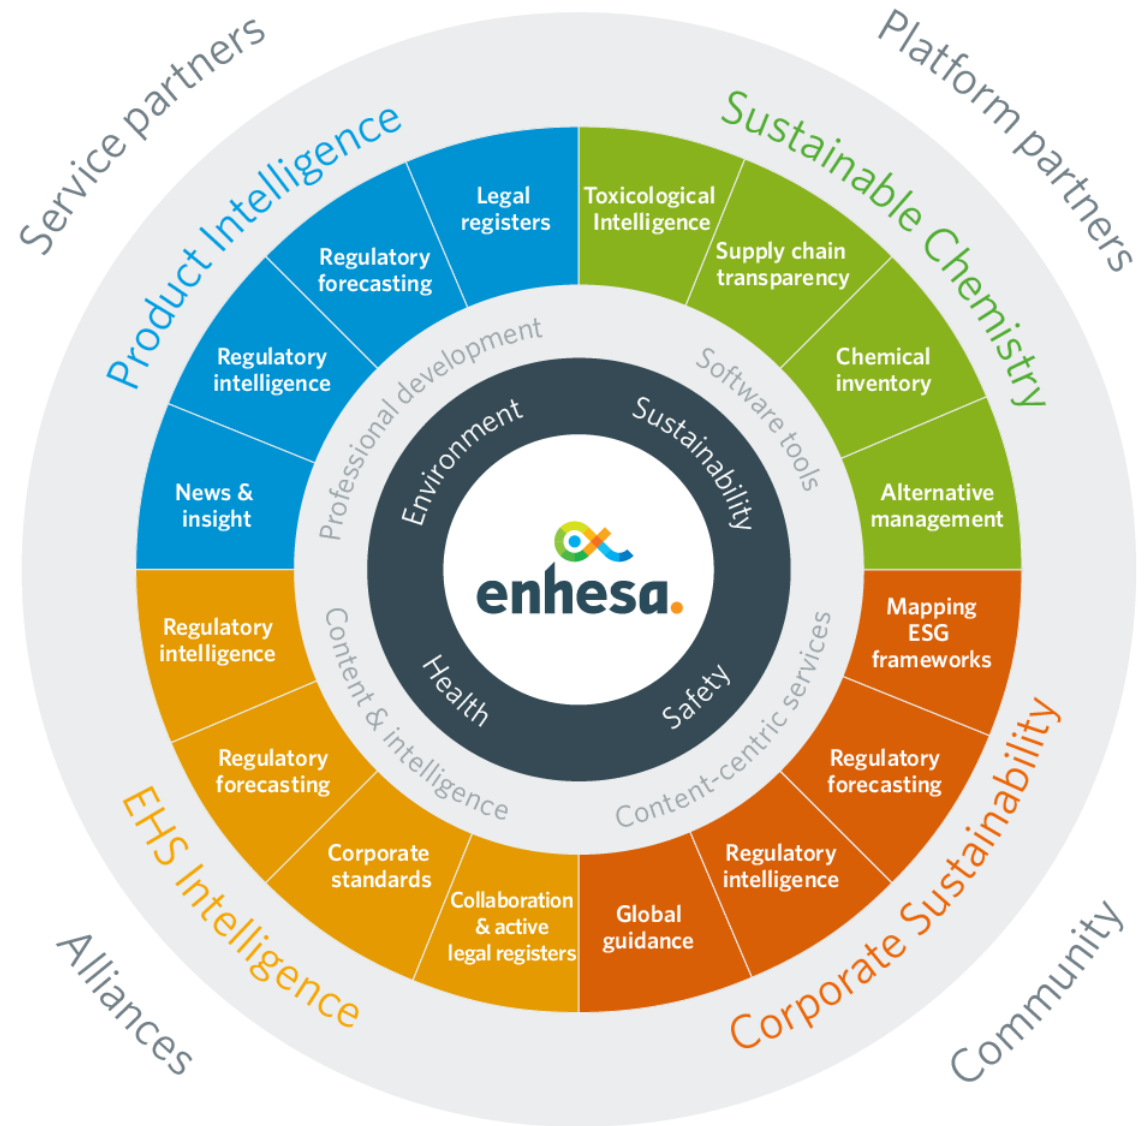 Service partners
Platform partners
Product Intelligence
Sustainable Chemistry
Legal
registers
Toxicological
Intelligence
Regulatory
forecasting
Supply chain
transparency
Regulatory
intelligence
Chemical
inventory
News &
insight
Alternative
management
Professional development
Software tools
Environment
Sustainability
enhesa.
Health
Safety
Content & intelligence
Content-centric services
Regulatory
intelligence
Mapping
ESG
frameworks
Regulatory
forecasting
Regulatory
forecasting
Corporate
standards
Regulatory
intelligence
Collaboration
& active
legal registers
Global
guidance
EHS Intelligence
Corporate Sustainability
Alliances
Community